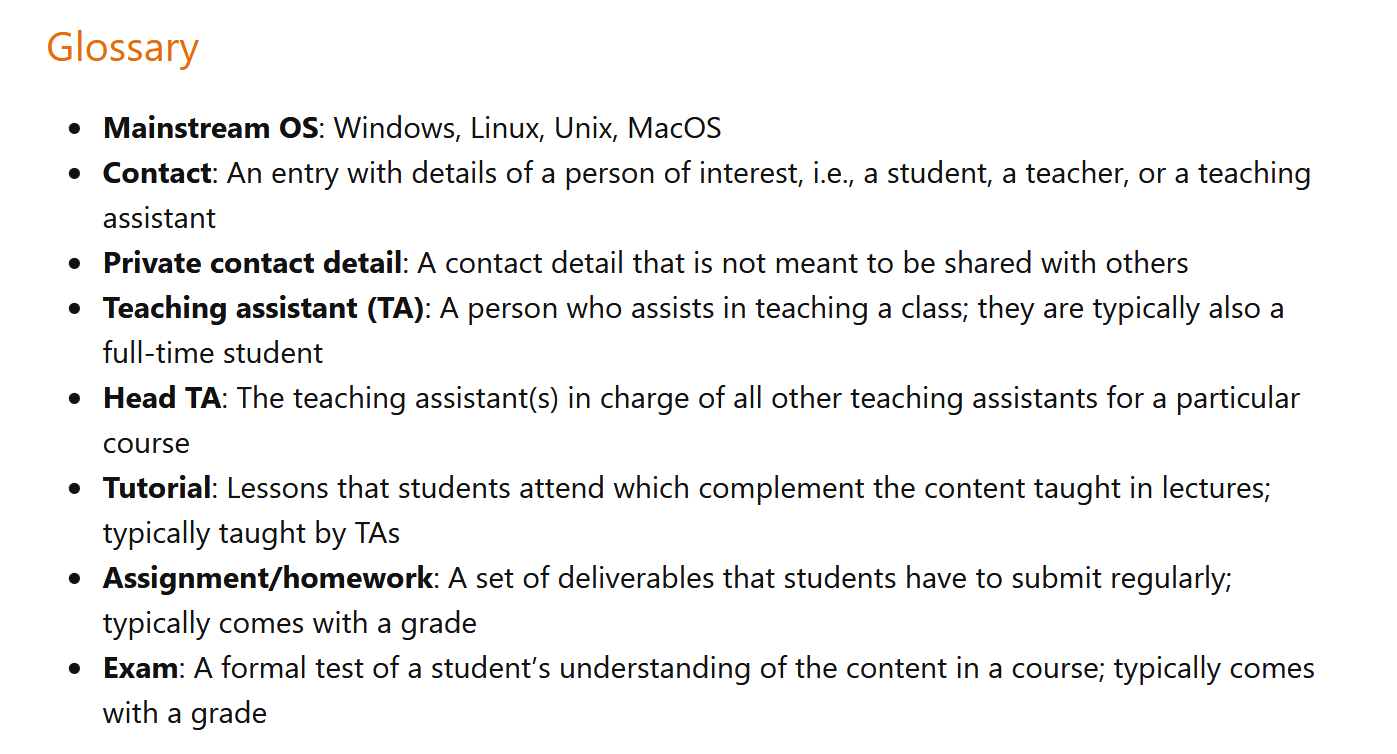 Glossary
• Mainstream OS: Windows, Linux, Unix, MacOS
• Contact: An entry with details of a person of interest, i.e., a student, a teacher, or a teaching
assistant
• Private contact detail: A contact detail that is not meant to be shared with others
• Teaching assistant (TA): A person who assists in teaching a class; they are typically also a
full-time student
• Head TA: The teaching assistant(s) in charge of all other teaching assistants for a particular
course
• Tutorial: Lessons that students attend which complement the content taught in lectures;
typically taught by TAs
• Assignment/homework: A set of deliverables that students have to submit regularly;
typically comes with a grade
• Exam: A formal test of a student’s understanding of the content in a course; typically comes
with a grade